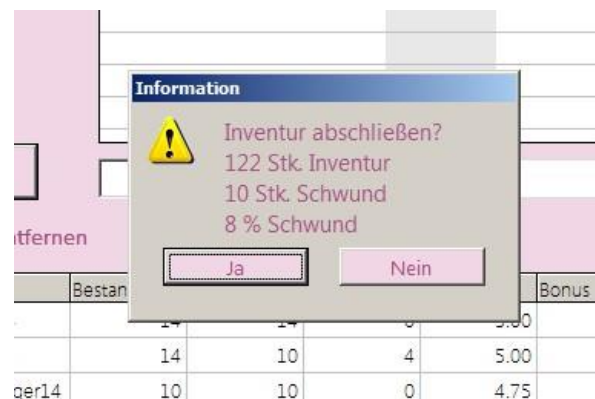 Information
Inventur abschließen?
122 Stk. Inventur
10 Stk. Schwund
8 % Schwund
Ja Nein
tfernen
Bestan Bonus
14 10 4 5.00
ger14 10 10 0 4.75